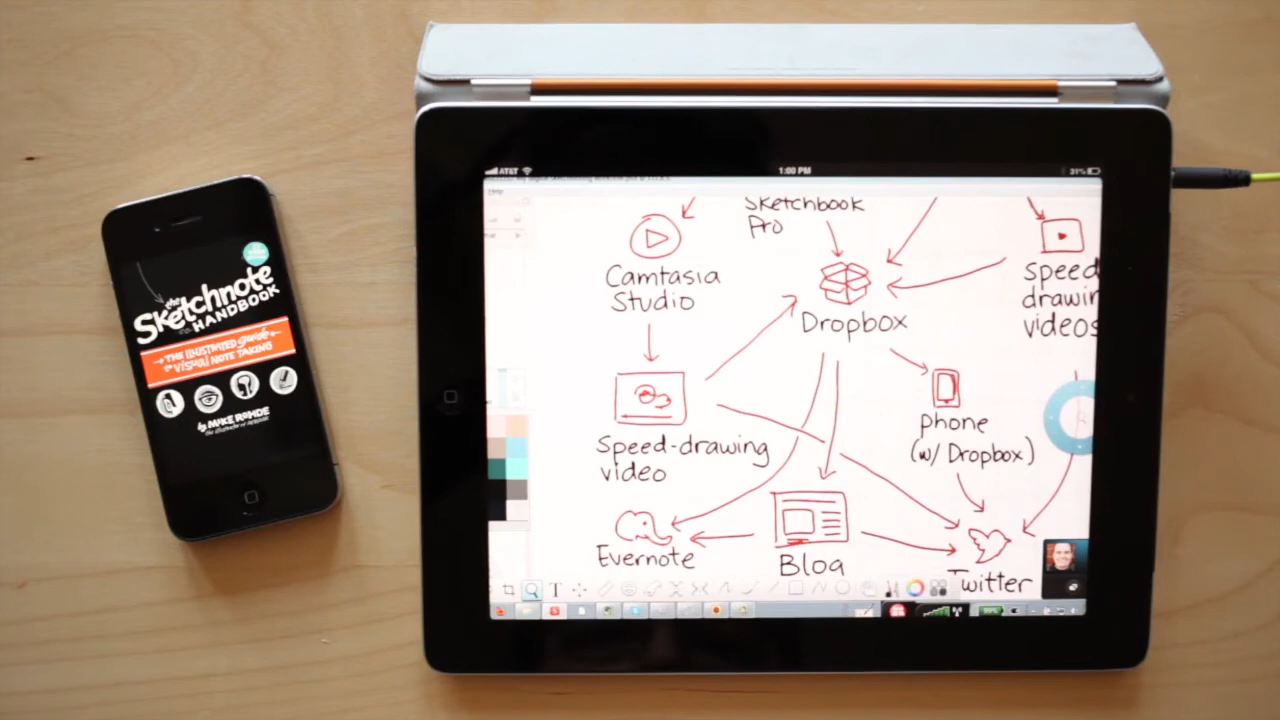 the
Sketchnote
HANDBOOK
THE ILLUSTRATED guide
to VISUAL NOTE TAKING
by MIKE ROHDE
AT&T
1:00 PM
31%
Sketchbook
Pro
Camtasia
Studio
Dropbox
Speed
drawin
videos
Speed-drawing
video
phone
(w/ Dropbox)
Evernote
Blog
Twitter
T